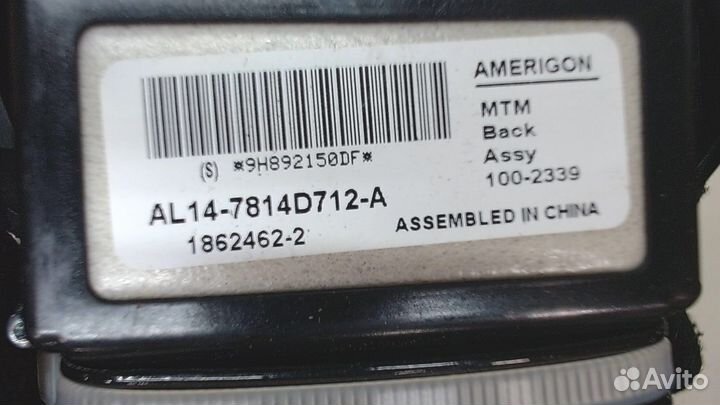 AMERIGON
MTM
Back
Assy
100-2339
(S) *9H892150DF*
AL14-7814D712-A
1862462-2
ASSEMBLED IN CHINA
Avito